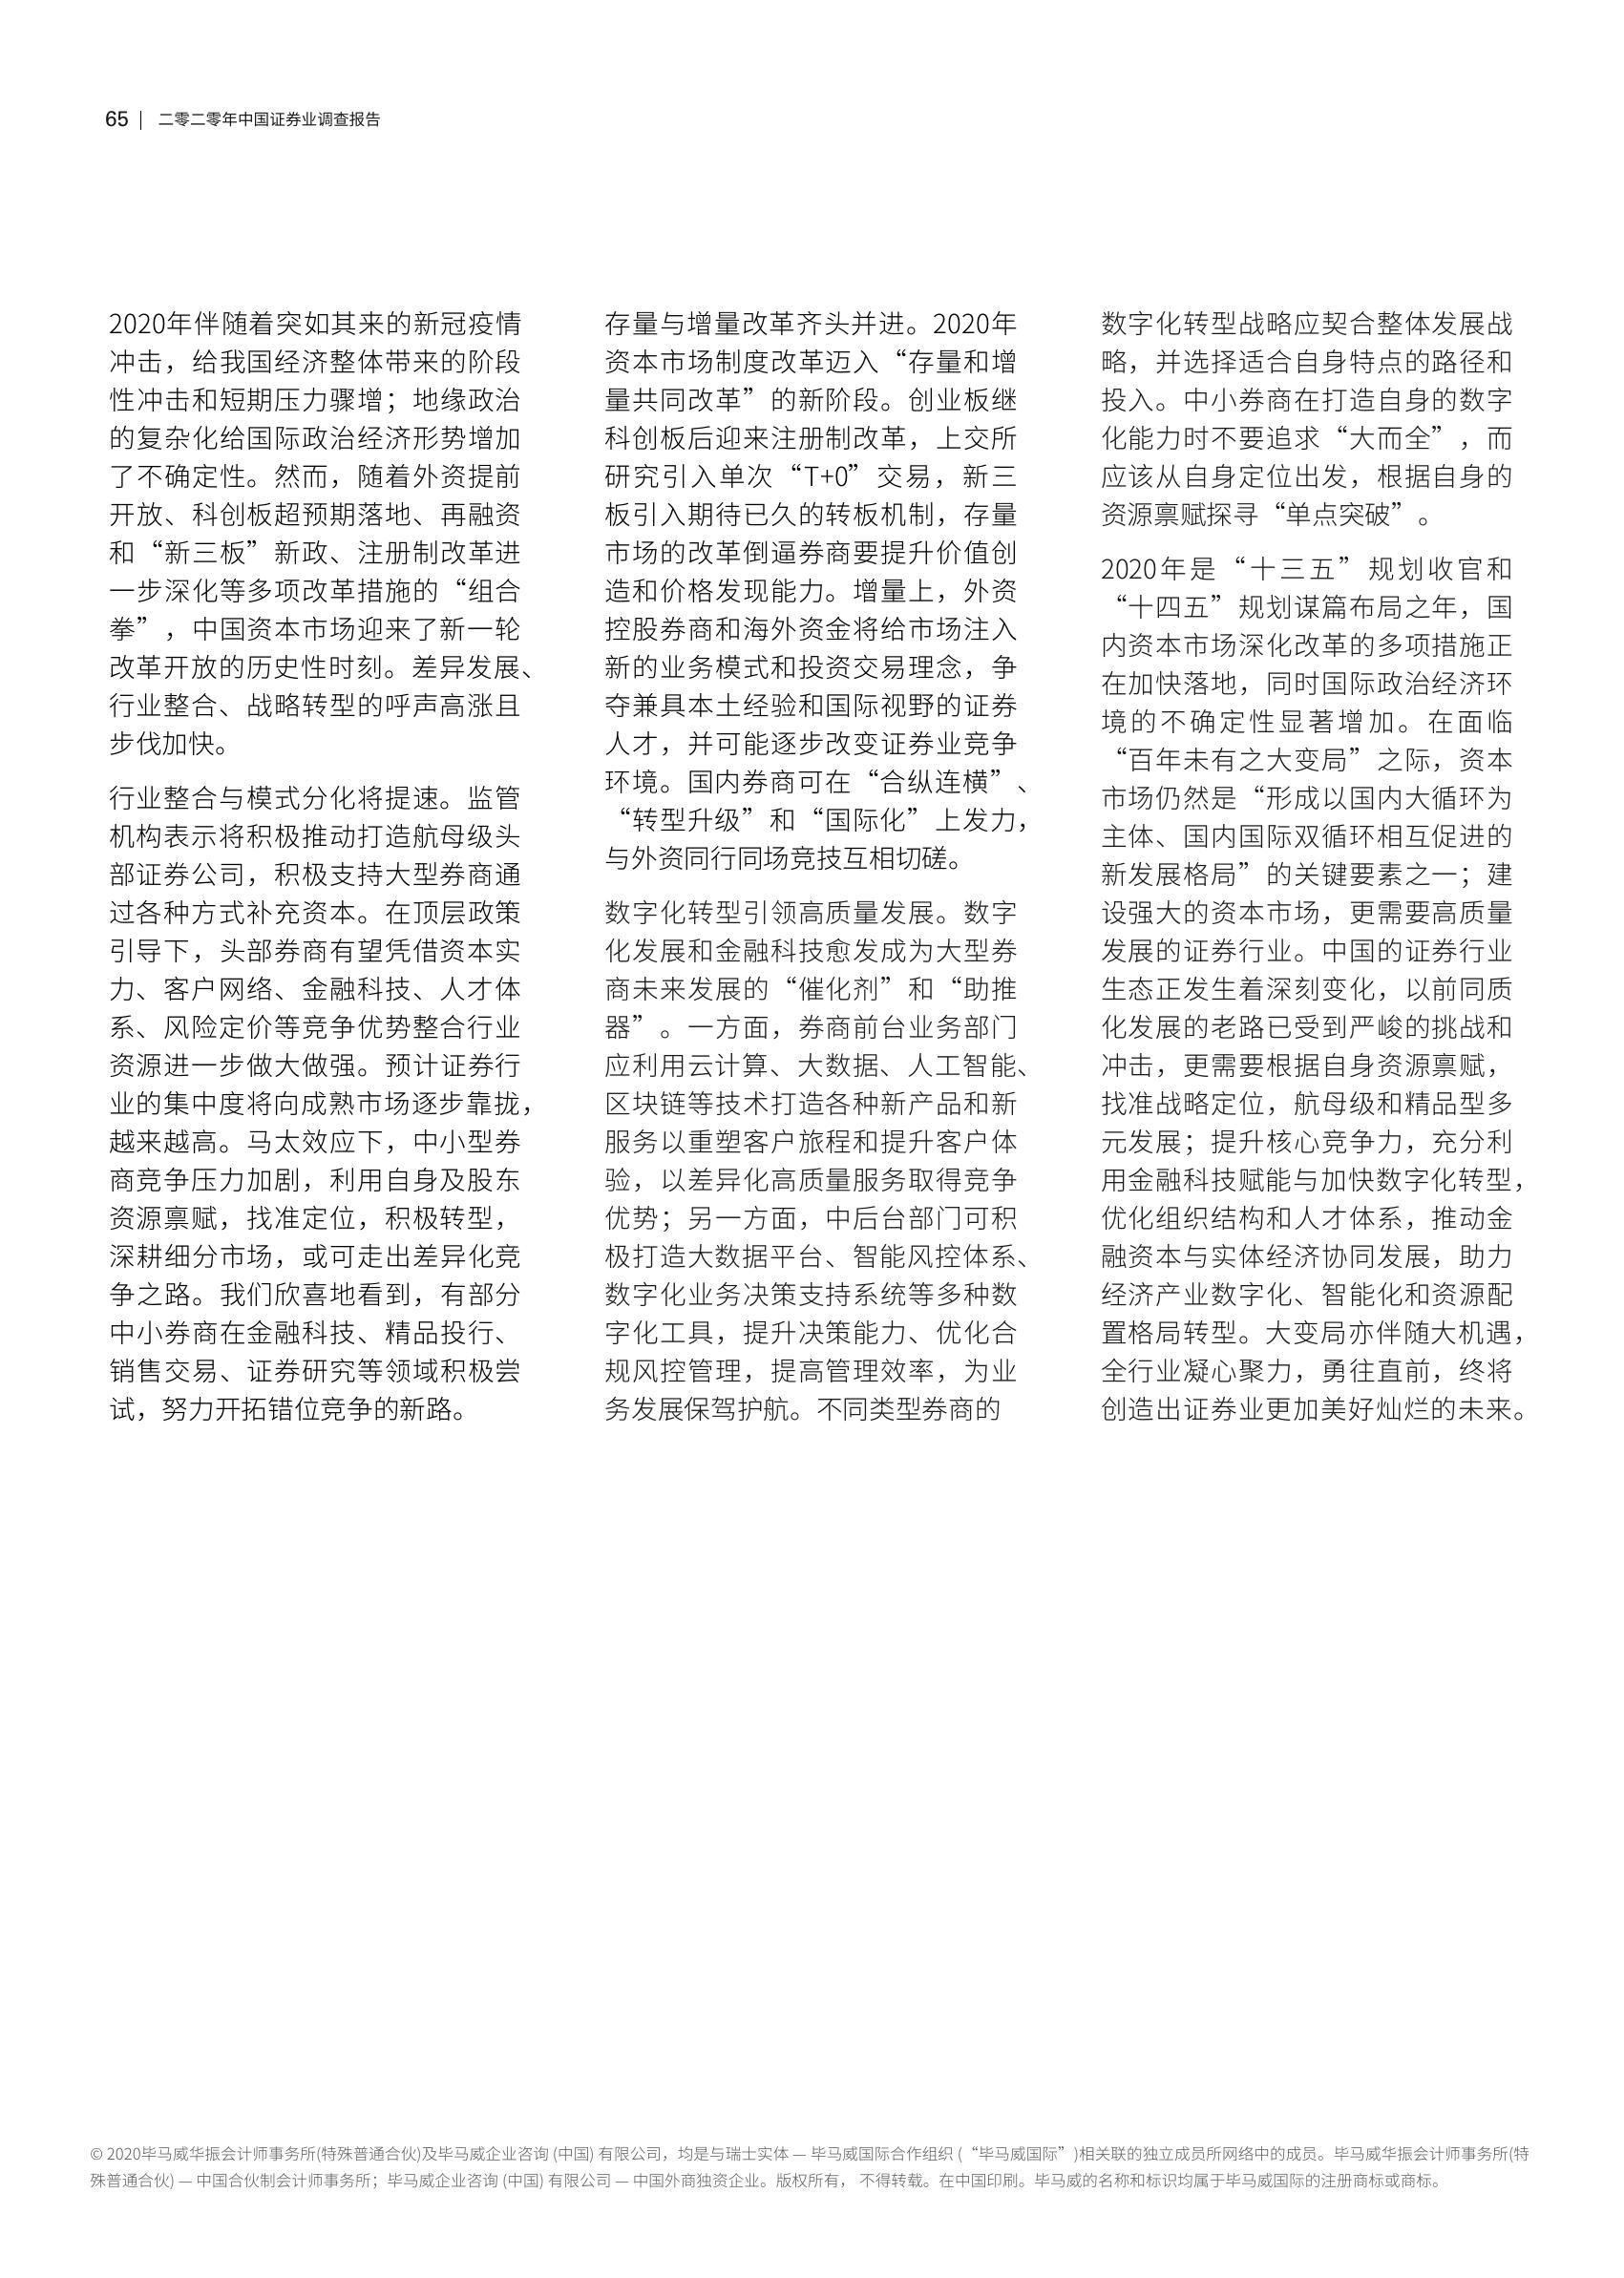 65 | 二零二零年中国证券业调查报告
2020年伴随着突如其来的新冠疫情
冲击，给我国经济整体带来的阶段
性冲击和短期压力骤增；地缘政治
的复杂化给国际政治经济形势增加
了不确定性。然而，随着外资提前
开放、科创板超预期落地、再融资
和“新三板”新政、注册制改革进
一步深化等多项改革措施的“组合
拳”，中国资本市场迎来了新一轮
改革开放的历史性时刻。差异发展、
行业整合、战略转型的呼声高涨且
步伐加快。
行业整合与模式分化将提速。监管
机构表示将积极推动打造航母级头
部证券公司，积极支持大型券商通
过各种方式补充资本。在顶层政策
引导下，头部券商有望凭借资本实
力、客户网络、金融科技、人才体
系、风险定价等竞争优势整合行业
资源进一步做大做强。预计证券行
业的集中度将向成熟市场逐步靠拢，
越来越高。马太效应下，中小型券
商竞争压力加剧，利用自身及股东
资源禀赋，找准定位，积极转型，
深耕细分市场，或可走出差异化竞
争之路。我们欣喜地看到，有部分
中小券商在金融科技、精品投行、
销售交易、证券研究等领域积极尝
试，努力开拓错位竞争的新路。
存量与增量改革齐头并进。2020年
资本市场制度改革迈入“存量和增
量共同改革”的新阶段。创业板继
科创板后迎来注册制改革，上交所
研究引入单次“T+0”交易，新三
板引入期待已久的转板机制，存量
市场的改革倒逼券商要提升价值创
造和价格发现能力。增量上，外资
控股券商和海外资金将给市场注入
新的业务模式和投资交易理念，争
夺兼具本土经验和国际视野的证券
人才，并可能逐步改变证券业竞争
环境。国内券商可在“合纵连横”、
“转型升级”和“国际化”上发力，
与外资同行同场竞技互相切磋。
数字化转型引领高质量发展。数字
化发展和金融科技愈发成为大型券
商未来发展的“催化剂”和“助推
器”。一方面，券商前台业务部门
应利用云计算、大数据、人工智能、
区块链等技术打造各种新产品和新
服务以重塑客户旅程和提升客户体
验，以差异化高质量服务取得竞争
优势；另一方面，中后台部门可积
极打造大数据平台、智能风控体系、
数字化业务决策支持系统等多种数
字化工具，提升决策能力、优化合
规风控管理，提高管理效率，为业
务发展保驾护航。不同类型券商的
数字化转型战略应契合整体发展战
略，并选择适合自身特点的路径和
投入。中小券商在打造自身的数字
化能力时不要追求“大而全”，而
应该从自身定位出发，根据自身的
资源禀赋探寻“单点突破”。
2020年是“十三五”规划收官和
“十四五”规划谋篇布局之年，国
内资本市场深化改革的多项措施正
在加快落地，同时国际政治经济环
境的不确定性显著增加。在面临
“百年未有之大变局”之际，资本
市场仍然是“形成以国内大循环为
主体、国内国际双循环相互促进的
新发展格局”的关键要素之一；建
设强大的资本市场，更需要高质量
发展的证券行业。中国的证券行业
生态正发生着深刻变化，以前同质
化发展的老路已受到严峻的挑战和
冲击，更需要根据自身资源禀赋，
找准战略定位，航母级和精品型多
元发展；提升核心竞争力，充分利
用金融科技赋能与加快数字化转型，
优化组织结构和人才体系，推动金
融资本与实体经济协同发展，助力
经济产业数字化、智能化和资源配
置格局转型。大变局亦伴随大机遇，
全行业凝心聚力，勇往直前，终将
创造出证券业更加美好灿烂的未来。
© 2020毕马威华振会计师事务所(特殊普通合伙)及毕马威企业咨询 (中国) 有限公司，均是与瑞士实体 — 毕马威国际合作组织 (“毕马威国际”)相关联的独立成员所网络中的成员。毕马威华振会计师事务所(特
殊普通合伙) — 中国合伙制会计师事务所；毕马威企业咨询 (中国) 有限公司 — 中国外商独资企业。版权所有， 不得转载。在中国印刷。毕马威的名称和标识均属于毕马威国际的注册商标或商标。